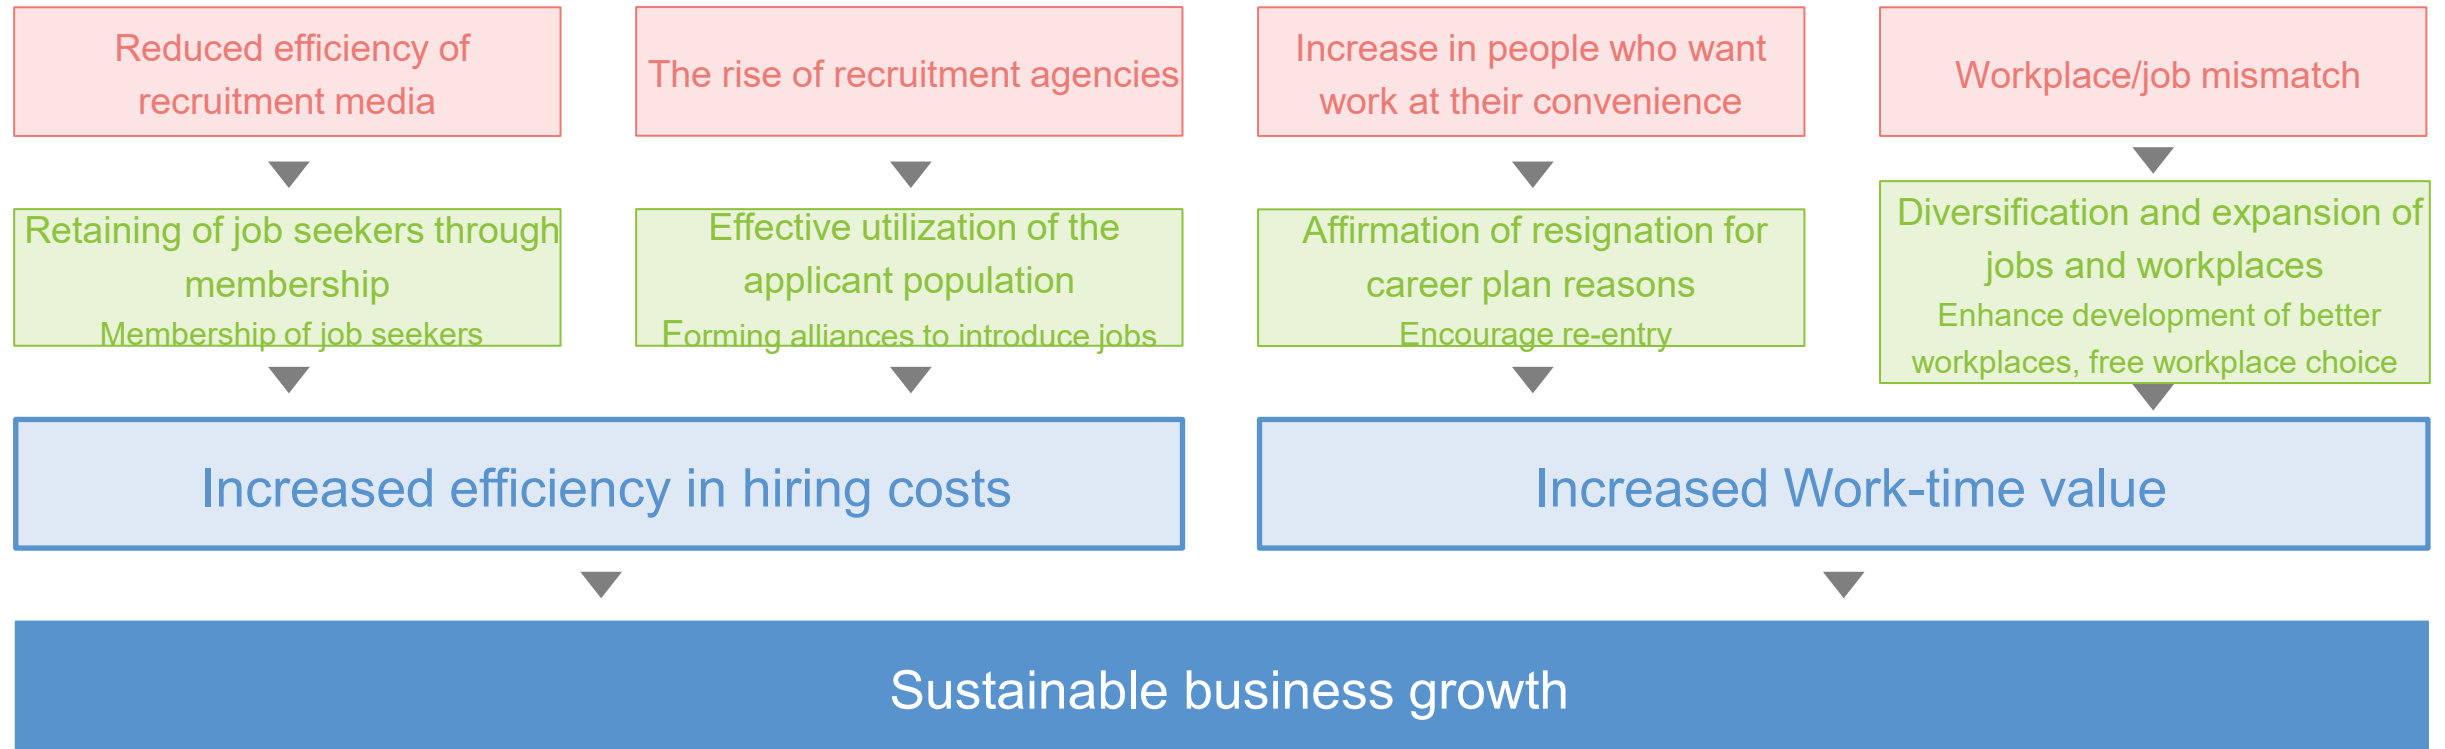 Reduced efficiency of
recruitment media
The rise of recruitment agencies
Increase in people who want
work at their convenience
Workplace/job mismatch
Retaining of job seekers through
membership
Membership of job seekers
Effective utilization of the
applicant population
Forming alliances to introduce jobs
Affirmation of resignation for
career plan reasons
Encourage re-entry
Diversification and expansion of
jobs and workplaces
Enhance development of better
workplaces, free workplace choice
Increased efficiency in hiring costs
Increased Work-time value
Sustainable business growth